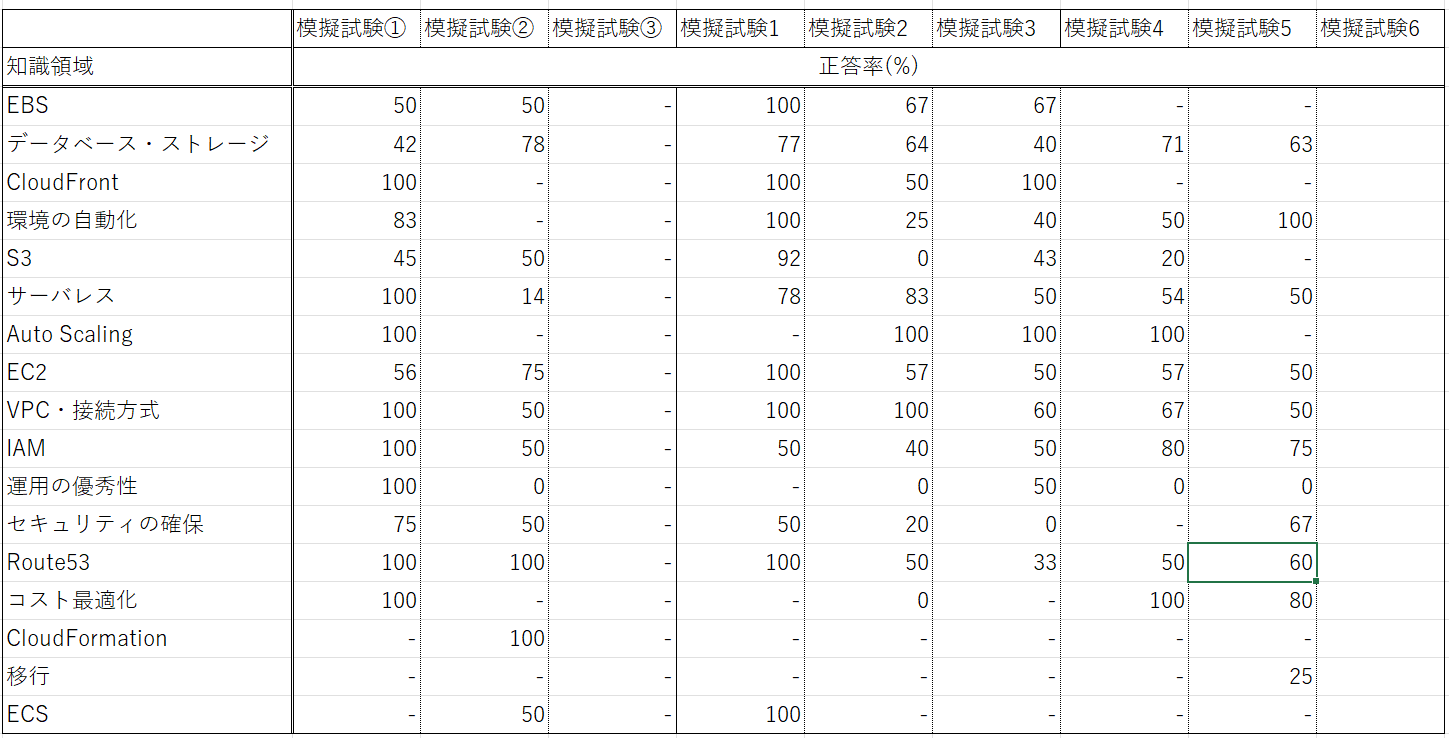 模擬試験① 模擬試験② 模擬試験③ 模擬試験1 模擬試験2 模擬試験3 模擬試験4 模擬試験5 模擬試験6
知識領域 正答率(%)
EBS 50 50 - 100 67 67 - -
データベース・ストレージ 42 78 - 77 64 40 71 63
CloudFront 100 - - 100 50 100 - -
環境の自動化 83 - - 100 25 40 50 100
S3 45 50 - 92 0 43 20 -
サーバレス 100 14 - 78 83 50 54 50
Auto Scaling 100 - - - 100 100 100 -
EC2 56 75 - 100 57 50 57 50
VPC・接続方式 100 50 - 100 100 60 67 50
IAM 100 50 - 50 40 50 80 75
運用の優秀性 100 0 - - 0 50 0 0
セキュリティの確保 75 50 - 50 20 0 - 67
Route53 100 100 - 100 50 33 50 60
コスト最適化 100 - - - 0 - 100 80
CloudFormation - 100 - - - - - -
移行 - - - - - - - 25
ECS - 50 - 100 - - - -